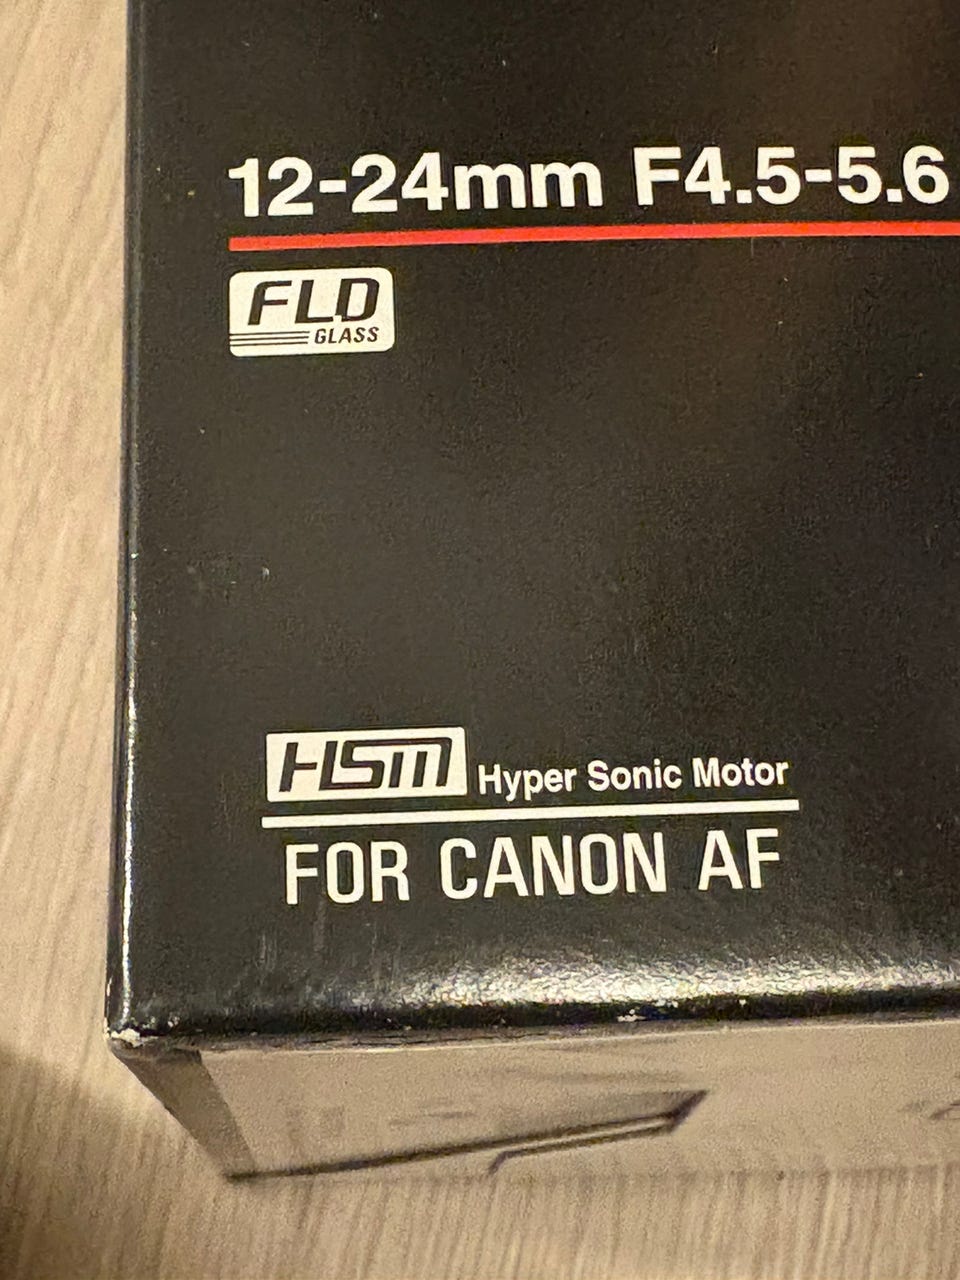 12-24mm F4.5-5.6
FLD
GLASS
HSM Hyper Sonic Motor
FOR CANON AF